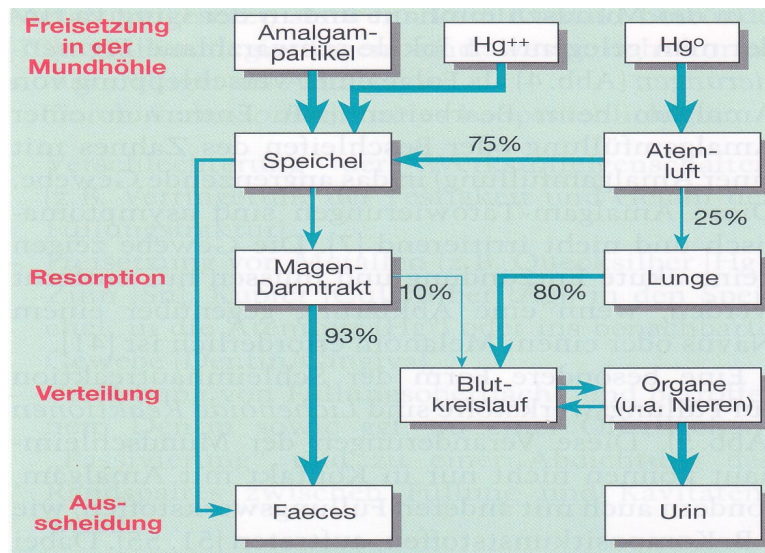 Freisetzung
in der
Mundhöhle
Amalgam-
partikel
Hg++
Hgo
Speichel
75%
Atem-
luft
25%
Resorption
Magen-
Darmtrakt
10%
80%
Lunge
93%
Verteilung
Blut-
kreislauf
Organe
(u.a. Nieren)
Aus-
scheidung
Faeces
Urin